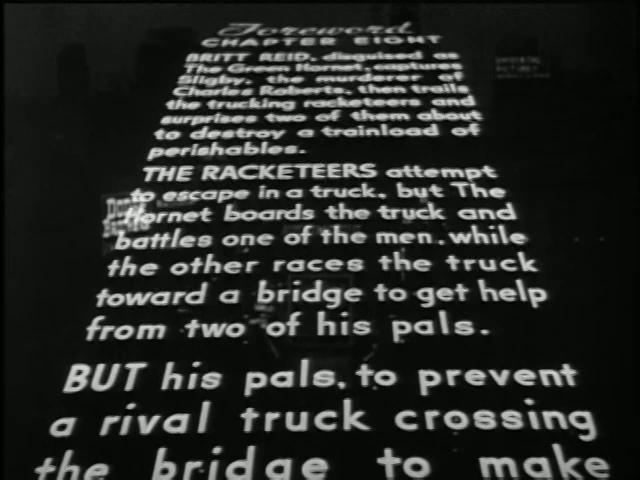 Foreword
CHAPTER EIGHT
BRITT REID, disguised as
The Green Hornet, captures
Sligby, the murderer of
Charles Roberts, then trails
the trucking racketeers and
surprises two of them about
to destroy a trainload of
perishables.
THE RACKETEERS attempt
to escape in a truck, but The
Hornet boards the truck and
battles one of the men, while
the other races the truck
toward a bridge to get help
from two of his pals.
BUT his pals, to prevent
a rival truck crossing
the bridge to make